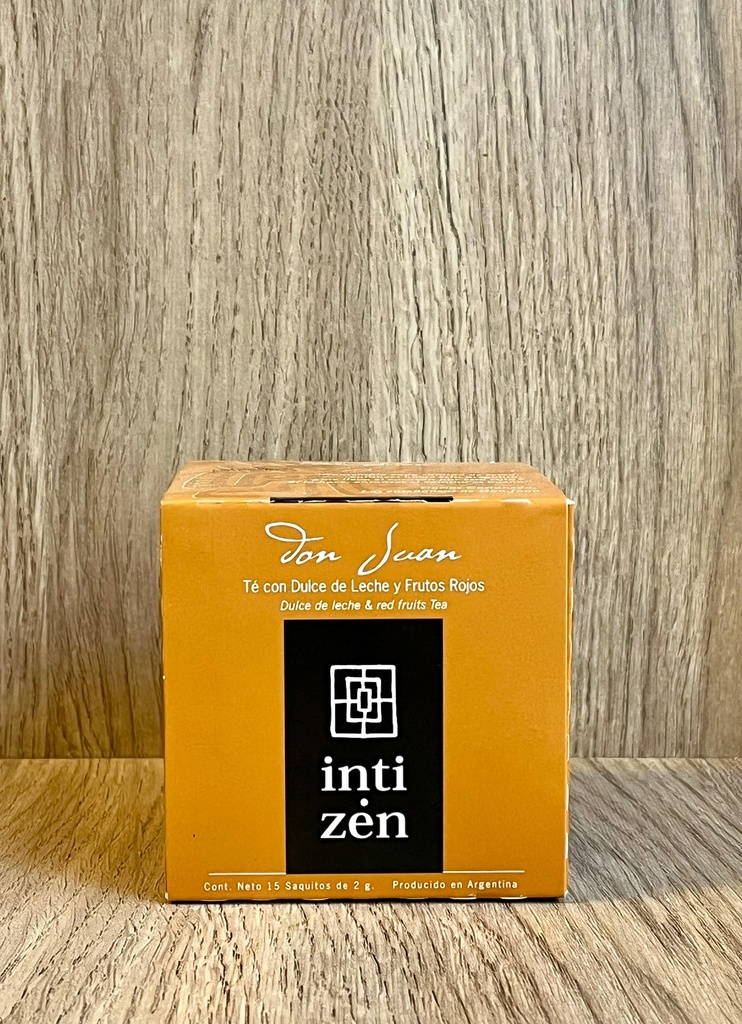 Don Juan
Té con Dulce de Leche y Frutos Rojos
Dulce de leche & red fruits Tea
inti
zen
Cont. Neto 15 Saquitos de 2 g. Producido en Argentina